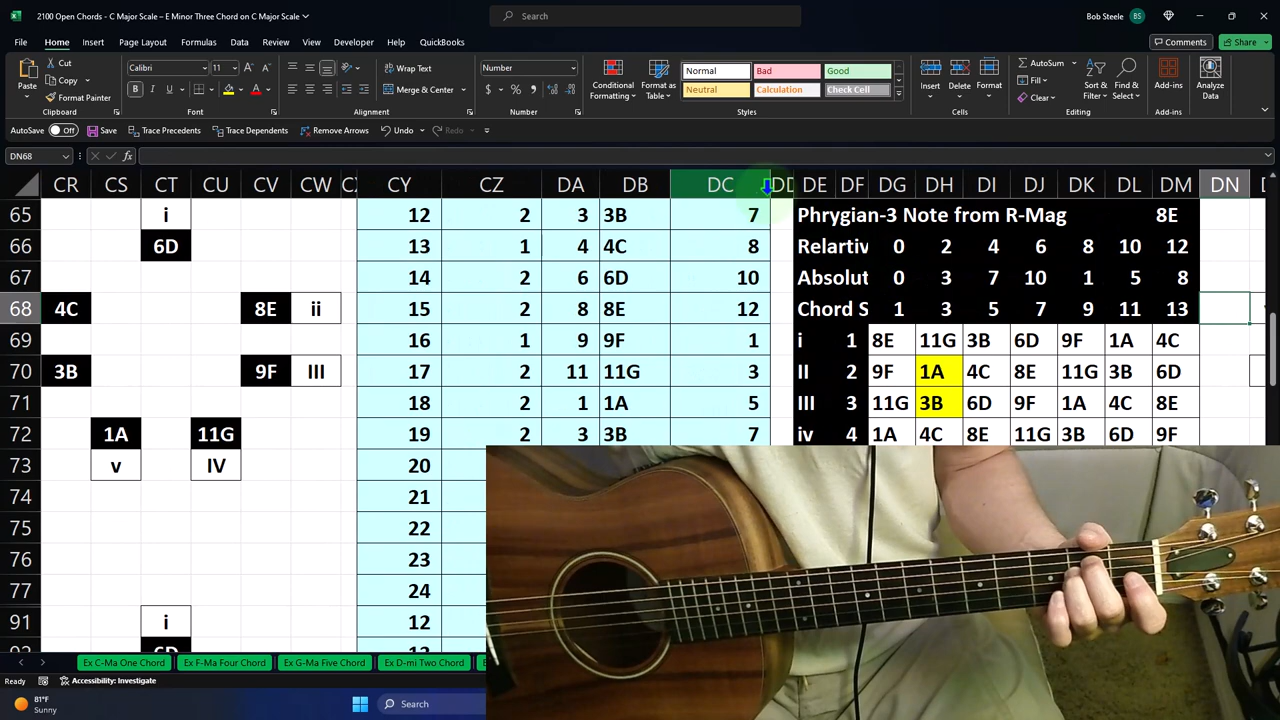 2100 Open Chords - C Major Scale – E Minor Three Chord on C Major Scale
Search
Bob Steele
BS
File Home Insert Page Layout Formulas Data Review View Developer Help QuickBooks
Comments
Share
Paste
Cut
Copy
Format Painter
Clipboard
Calibri
11
Font
Wrap Text
Merge & Center
Alignment
Number
Number
Conditional Formatting
Format as Table
Normal Bad Good
Neutral Calculation Check Cell
Styles
Insert Delete Format
Cells
AutoSum
Fill
Clear
Sort & Filter
Find & Select
Editing
Add-ins
Add-ins
Analyze Data
AutoSave Off Save Trace Precedents Trace Dependents Remove Arrows Undo Redo
DN68
fx
CR CS CT CU CV CW CX CY CZ DA DB DC DD DE DF DG DH DI DJ DK DL DM DN
65 i 12 2 3 3B 7 Phrygian-3 Note from R-Mag 8E
66 6D 13 1 4 4C 8 Relartiv 0 2 4 6 8 10 12
67 14 2 6 6D 10 Absolut 0 3 7 10 1 5 8
68 4C 8E ii 15 2 8 8E 12 Chord S 1 3 5 7 9 11 13
69 16 1 9 9F 1 i 1 8E 11G 3B 6D 9F 1A 4C
70 3B 9F III 17 2 11 11G 3 II 2 9F 1A 4C 8E 11G 3B 6D
71 18 2 1 1A 5 III 3 11G 3B 6D 9F 1A 4C 8E
72 1A 11G 19 2 3 3B 7 iv 4 1A 4C 8E 11G 3B 6D 9F
73 v IV 20
74 21
75 22
76 23
77 24
91 i 12
Ex C-Ma One Chord Ex F-Ma Four Chord Ex G-Ma Five Chord Ex D-mi Two Chord
Ready Accessibility: Investigate
81°F
Sunny
Search